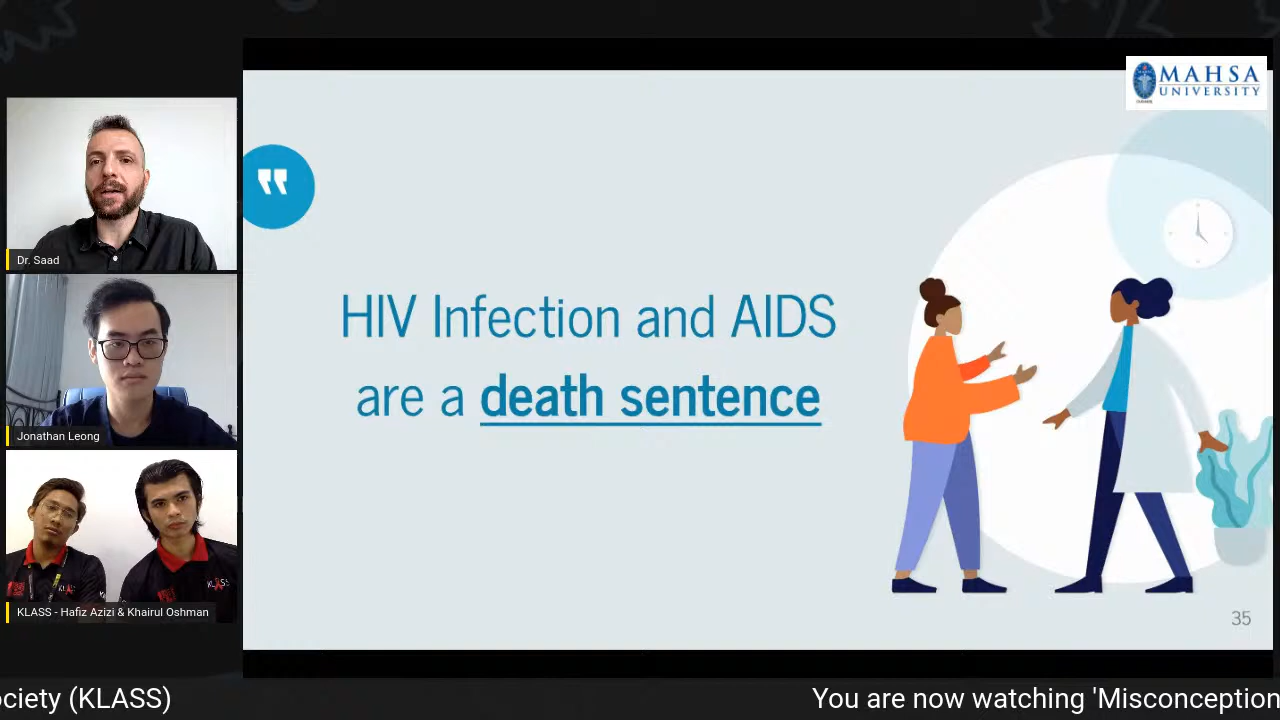 MAHSA
UNIVERSITY
"
HIV Infection and AIDS
are a death sentence
35
Dr. Saad
Jonathan Leong
KLASS - Hafiz Azizi & Khairul Oshman
ociety (KLASS)
You are now watching 'Misconception